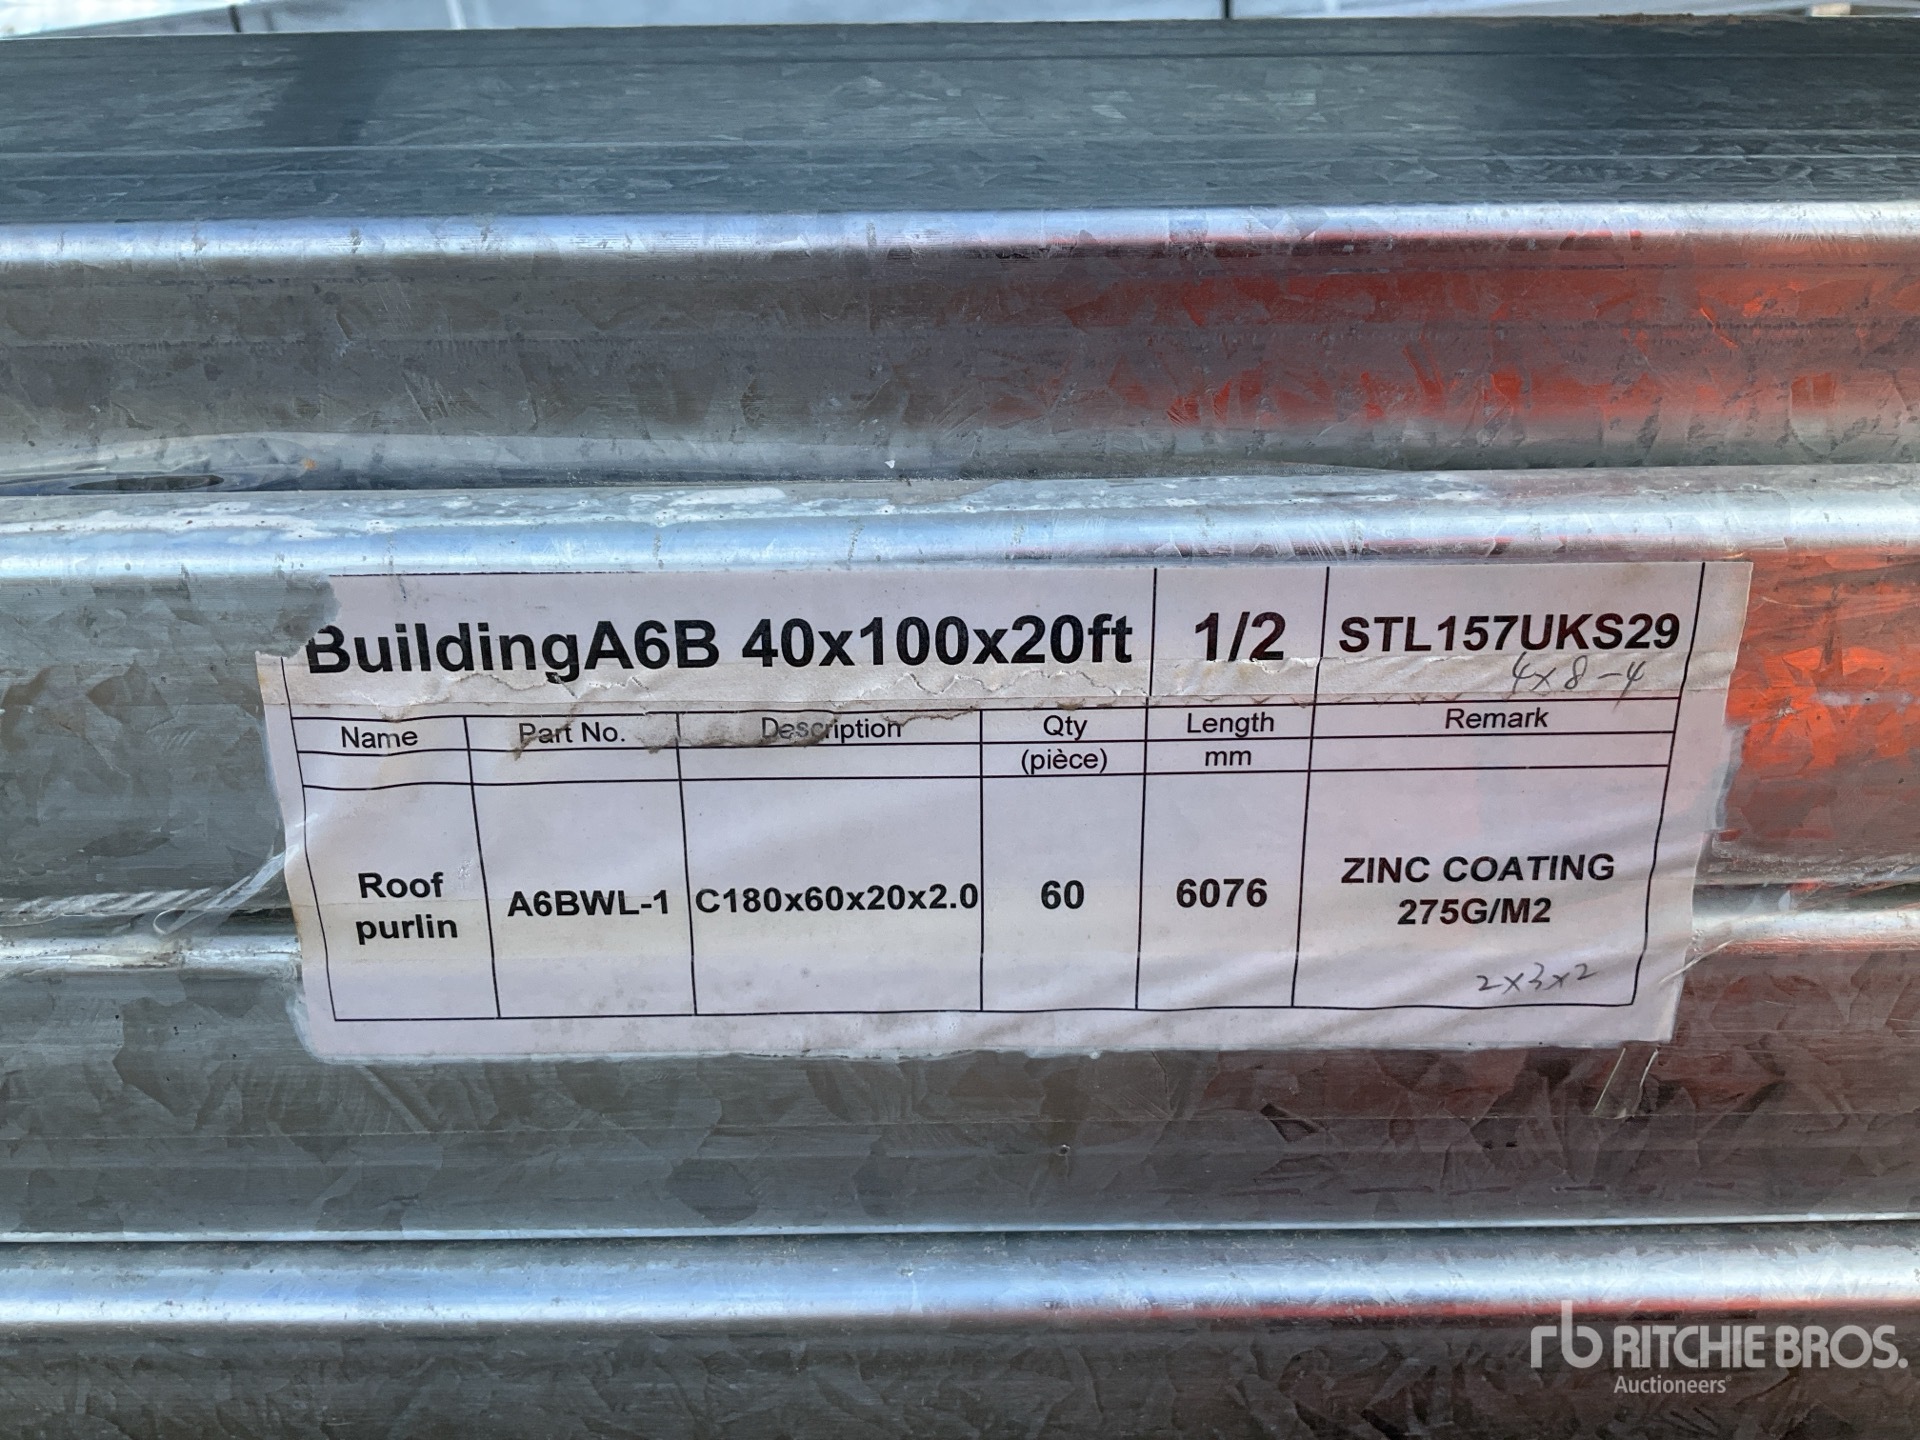 BuildingA6B 40x100x20ft 1/2 STL157UKS29
4x8-4
Name Part No. Description Qty Length Remark
(pièce) mm
Roof purlin A6BWL-1 C180x60x20x2.0 60 6076 ZINC COATING
275G/M2
2x3x2
rb RITCHIE BROS.
Auctioneers